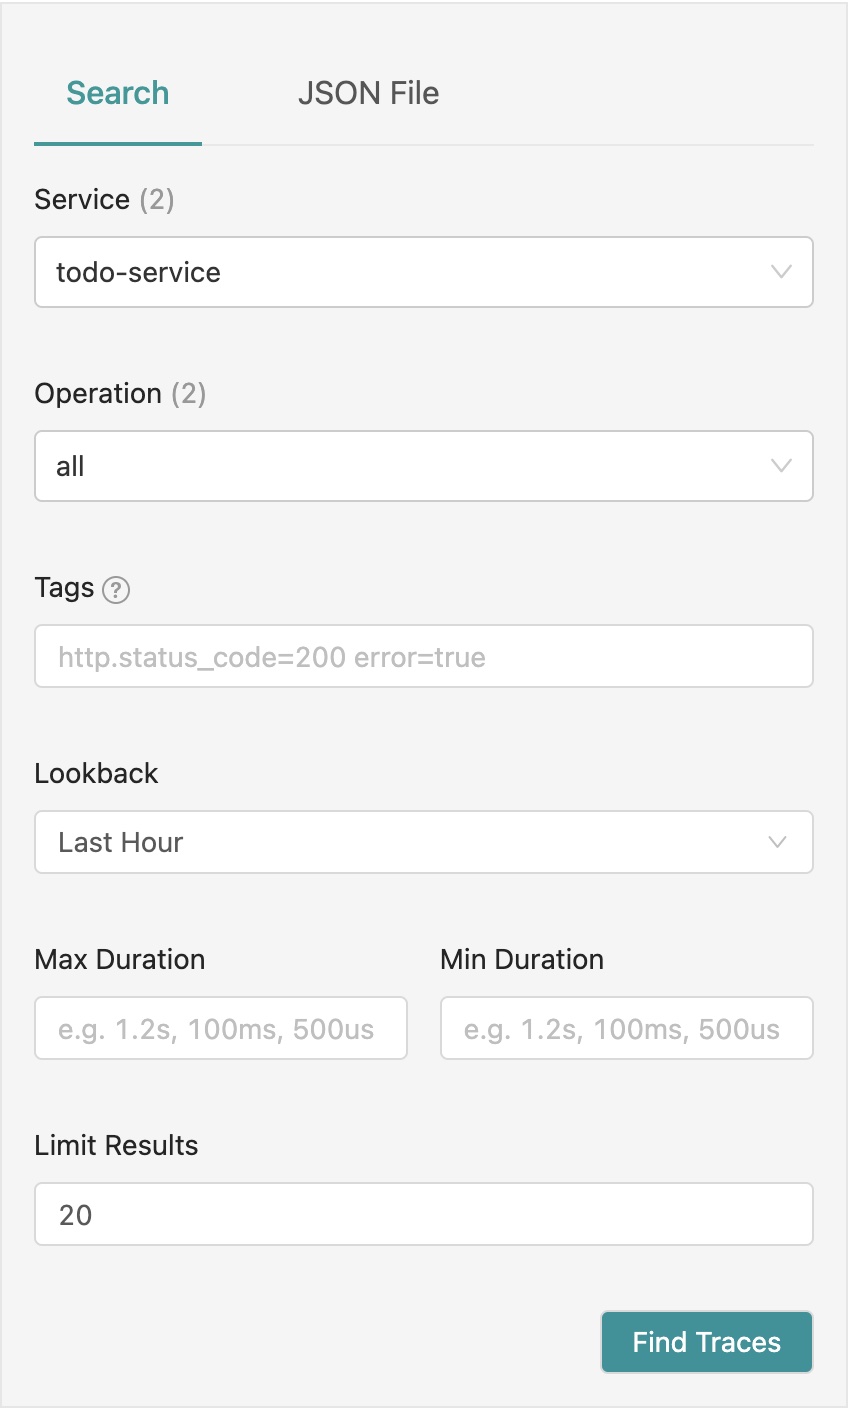 Search JSON File
Service (2)
todo-service
Operation (2)
all
Tags ?
http.status_code=200 error=true
Lookback
Last Hour
Max Duration Min Duration
e.g. 1.2s, 100ms, 500us e.g. 1.2s, 100ms, 500us
Limit Results
20
Find Traces